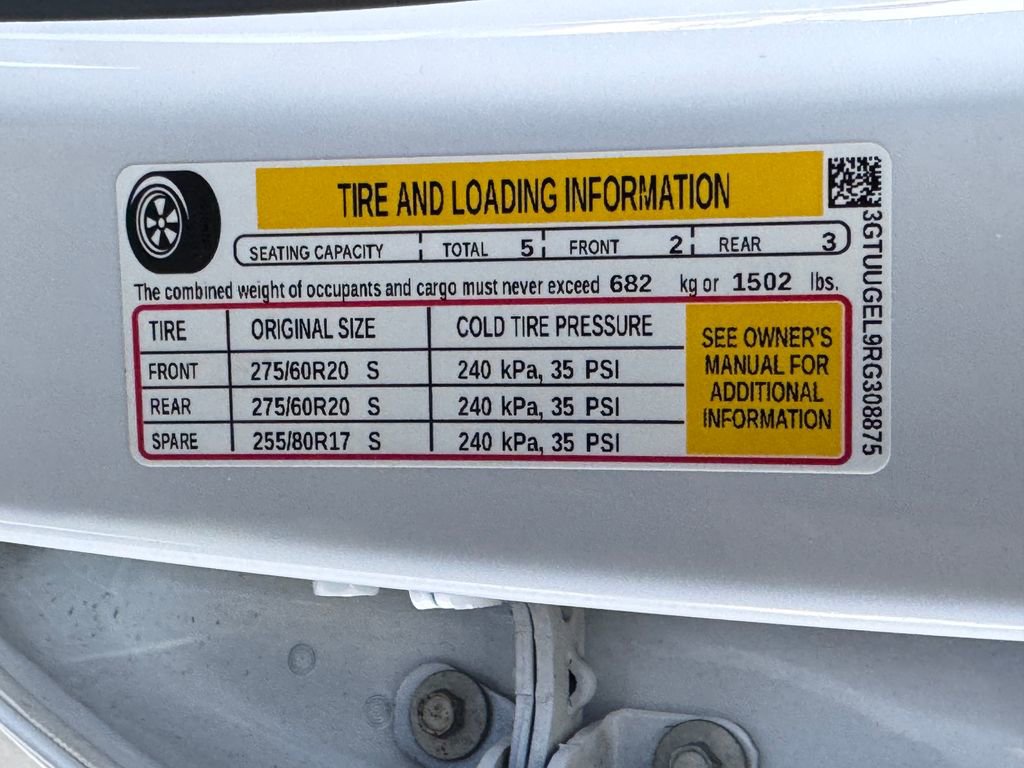 TIRE AND LOADING INFORMATION
SEATING CAPACITY TOTAL 5 FRONT 2 REAR 3
The combined weight of occupants and cargo must never exceed 682 kg or 1502 lbs.
TIRE ORIGINAL SIZE COLD TIRE PRESSURE
FRONT 275/60R20 S 240 kPa, 35 PSI
REAR 275/60R20 S 240 kPa, 35 PSI
SPARE 255/80R17 S 240 kPa, 35 PSI
SEE OWNER'S
MANUAL FOR
ADDITIONAL
INFORMATION
3GTUUGEL9RG308875